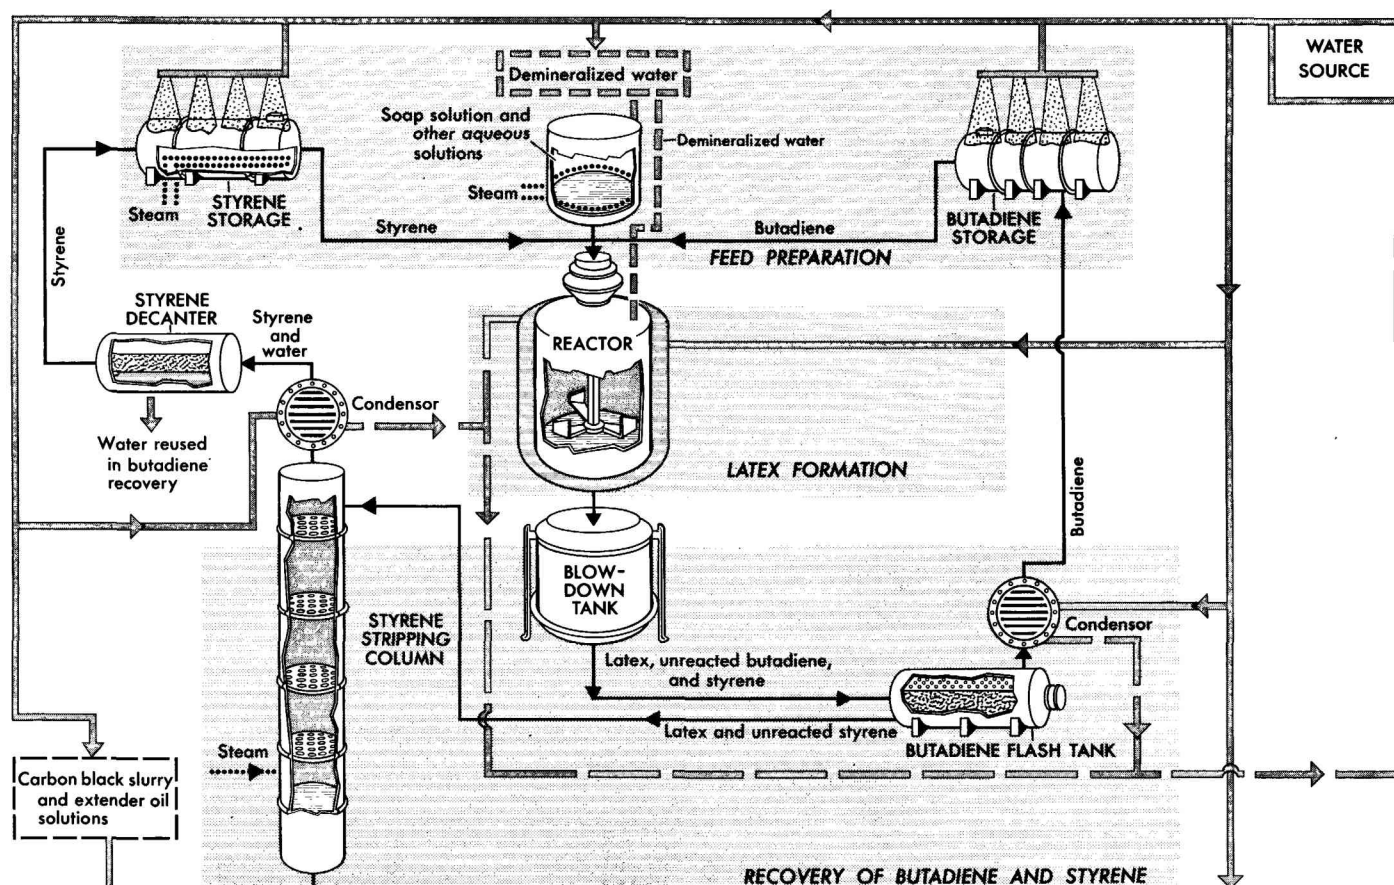 WATER
SOURCE
Demineralized water
Soap solution and
other aqueous
solutions
Demineralized water
Steam
Steam
STYRENE
STORAGE
BUTADIENE
STORAGE
Styrene
Butadiene
FEED PREPARATION
Styrene
STYRENE
DECANTER
Styrene
and
water
REACTOR
Condensor
Water reused
in butadiene
recovery
LATEX FORMATION
Butadiene
BLOW-
DOWN
TANK
STYRENE
STRIPPING
COLUMN
Condensor
Latex, unreacted butadiene,
and styrene
Latex and unreacted styrene
BUTADIENE FLASH TANK
Steam
Carbon black slurry
and extender oil
solutions
RECOVERY OF BUTADIENE AND STYRENE